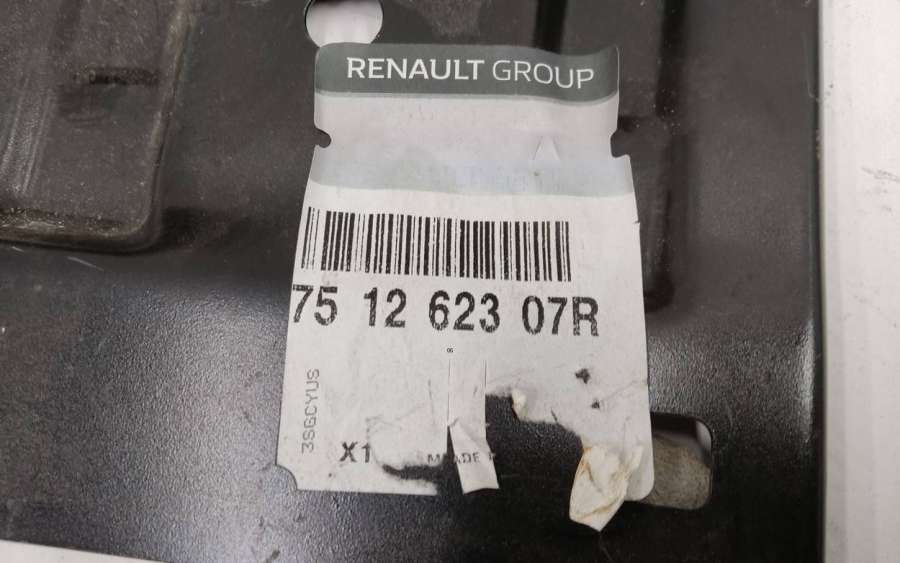 RENAULT GROUP
75 12 623 07R
3SGCYUS
X1